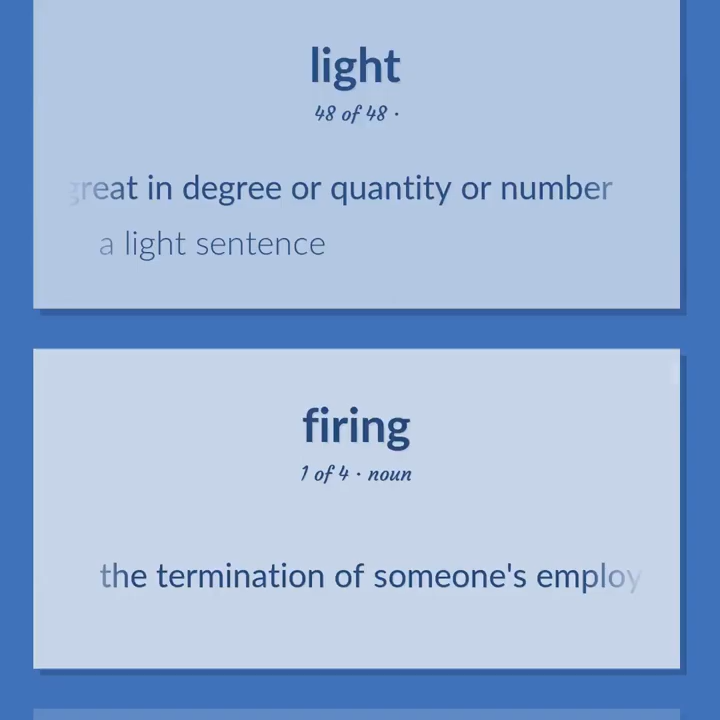 light
48 of 48 ·
great in degree or quantity or number
a light sentence
firing
1 of 4 · noun
the termination of someone's employ